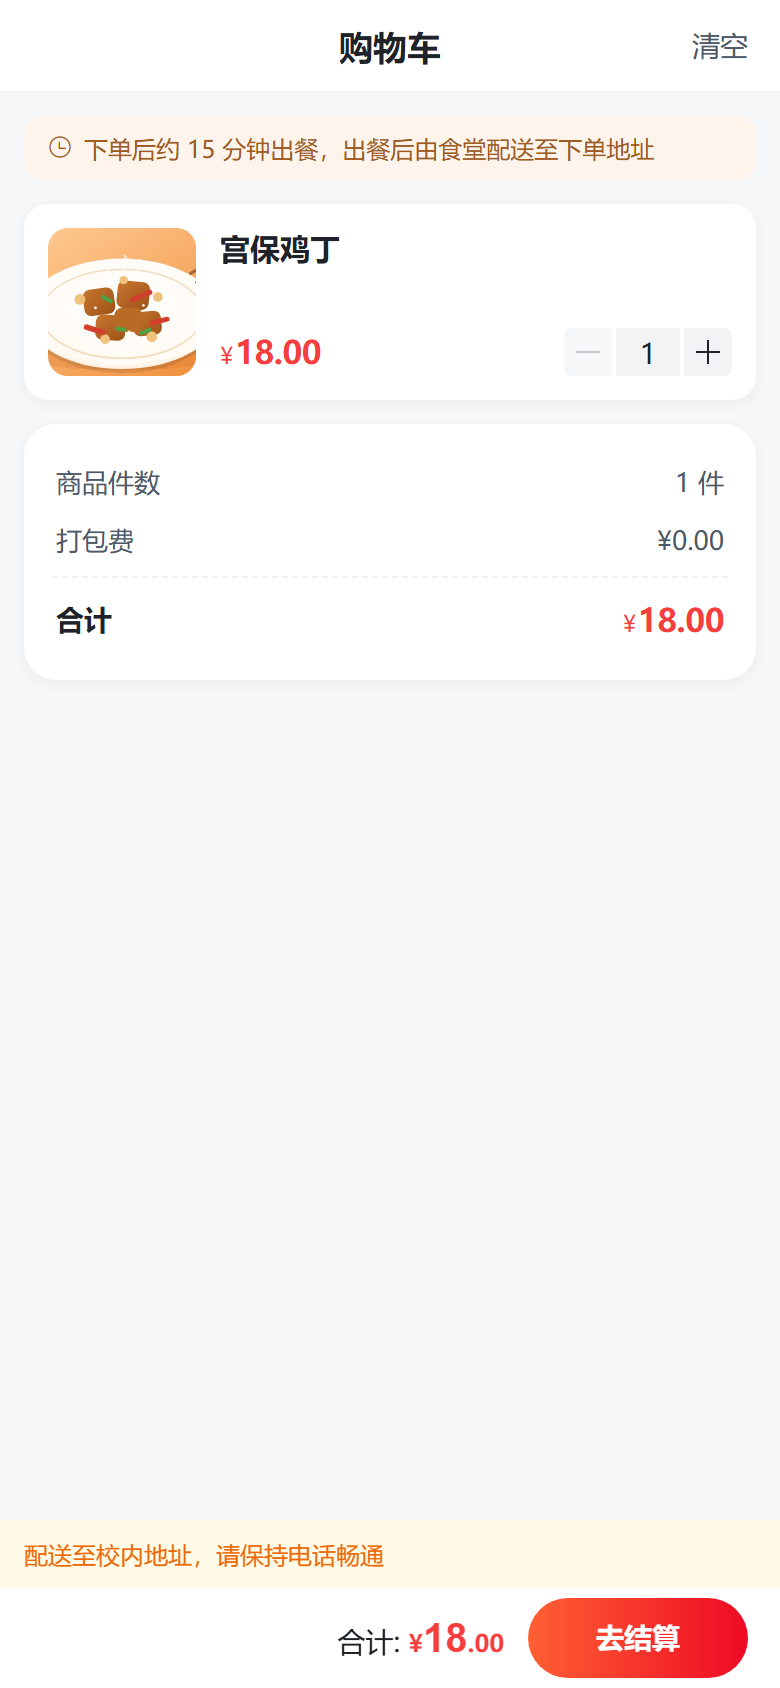 购物车
清空
下单后约 15 分钟出餐，出餐后由食堂配送至下单地址
宫保鸡丁
¥18.00
1
商品件数
1 件
打包费
¥0.00
合计
¥18.00
配送至校内地址，请保持电话畅通
合计: ¥18.00
去结算